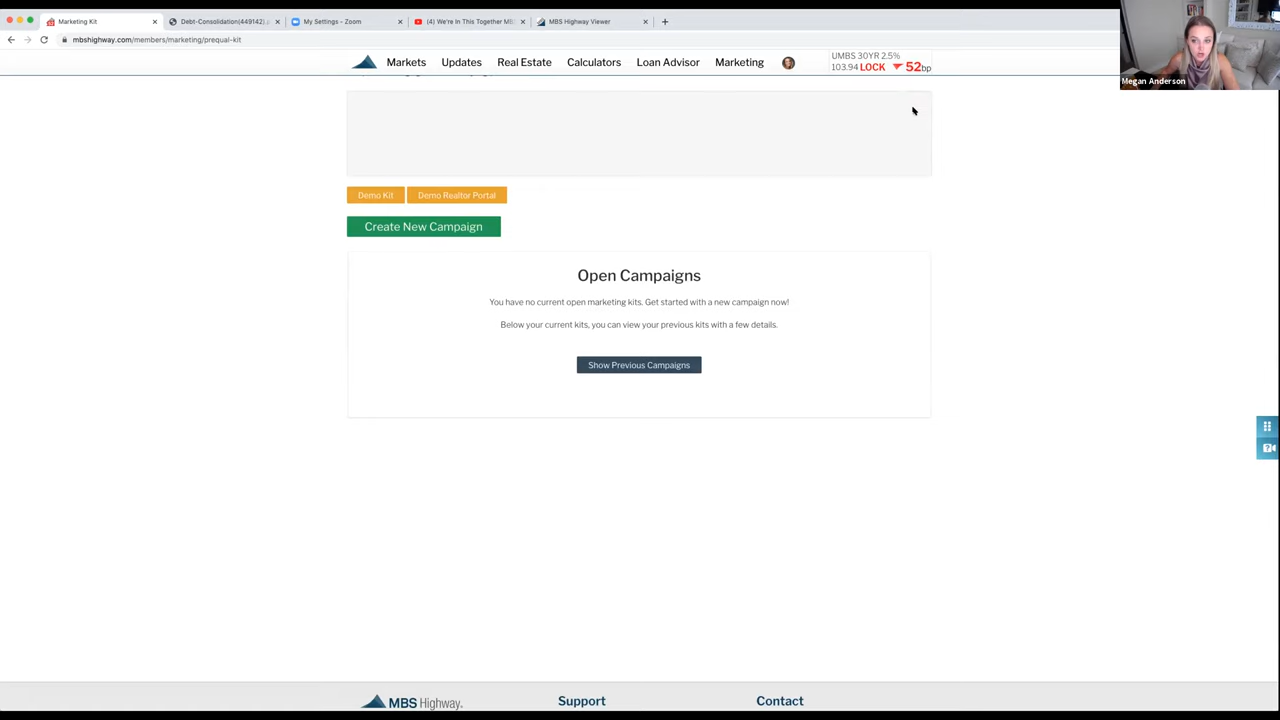 Marketing Kit
Debt-Consolidation(449142)
My Settings - Zoom
(4) We're In This Together MB
MBS Highway Viewer
mbshighway.com/members/marketing/prequal-kit
Markets
Updates
Real Estate
Calculators
Loan Advisor
Marketing
UMBS 30YR 2.5%
103.94 LOCK 52bp
Megan Anderson
Demo Kit
Demo Realtor Portal
Create New Campaign
Open Campaigns
You have no current open marketing kits. Get started with a new campaign now!
Below your current kits, you can view your previous kits with a few details.
Show Previous Campaigns
MBS Highway.
Support
Contact